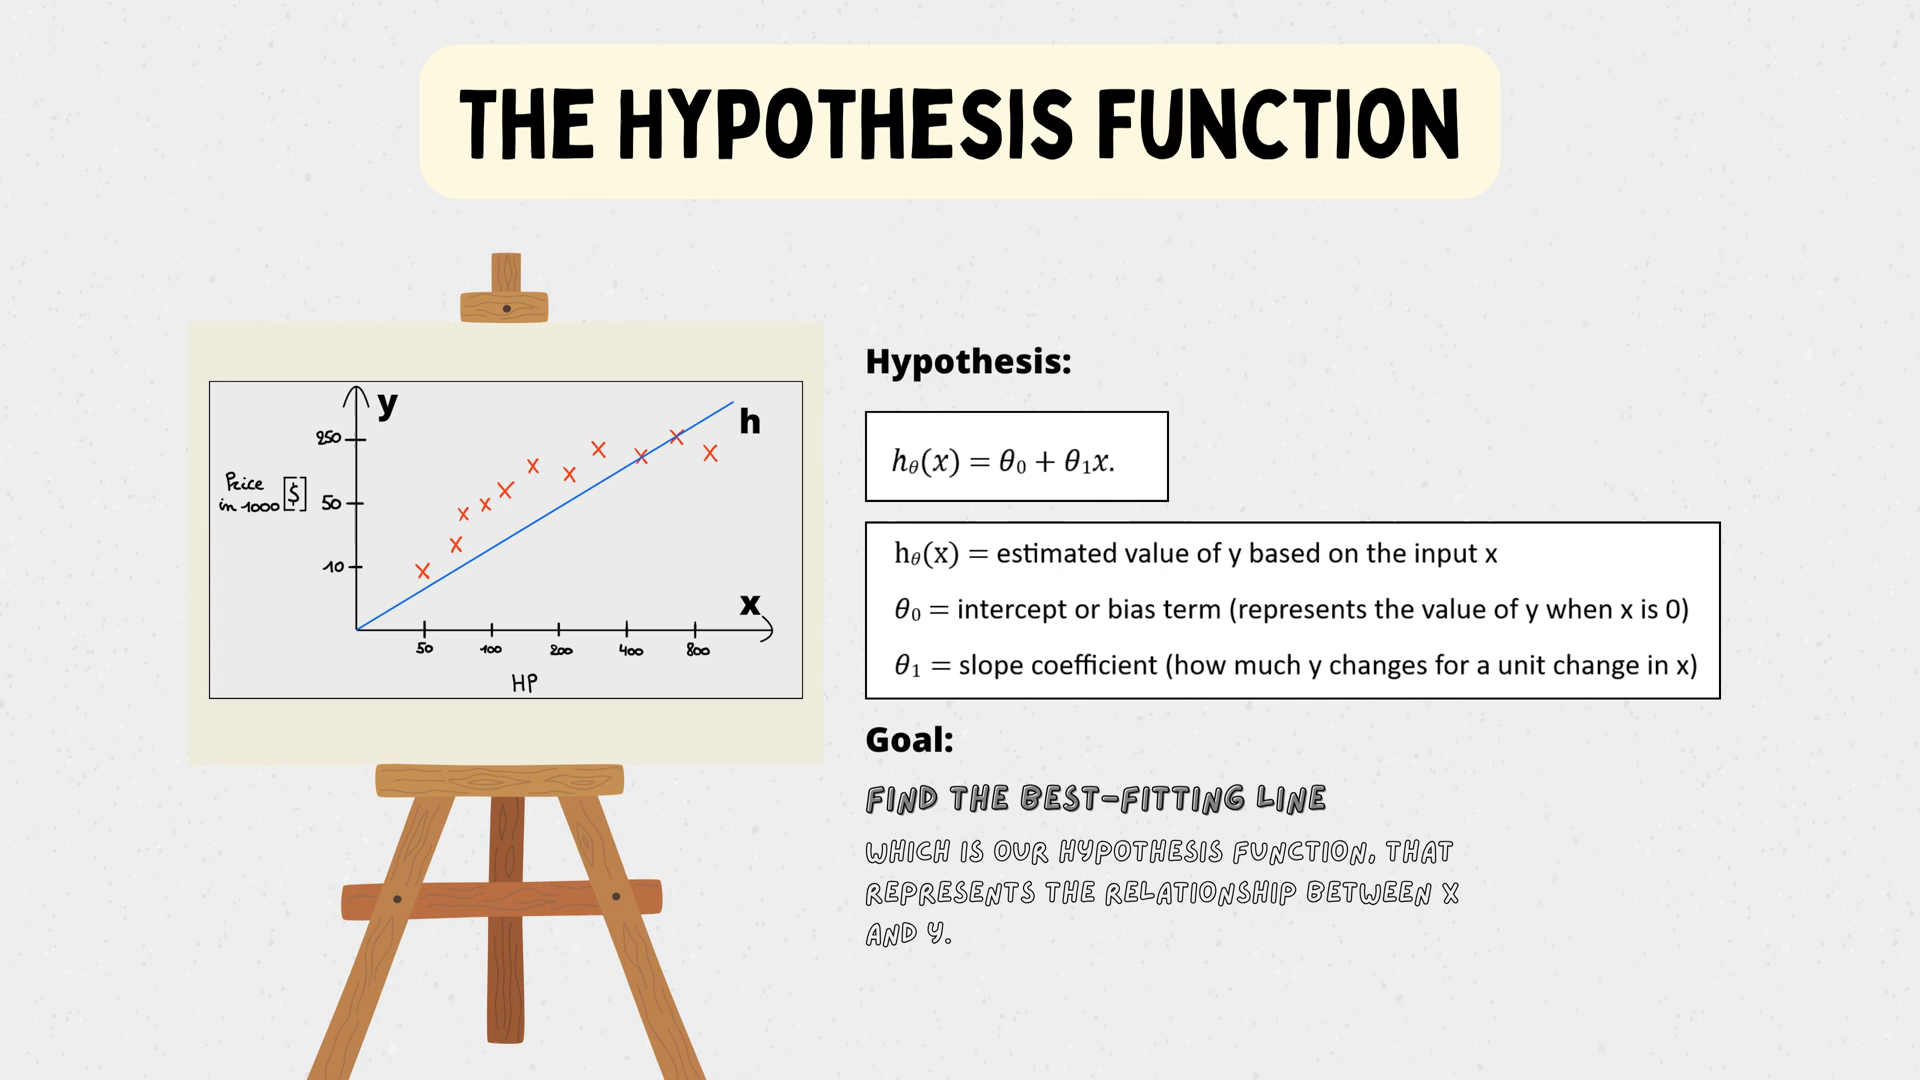 THE HYPOTHESIS FUNCTION
y
h
250
Price
in 1000 [$]
50
10
x
50 100 200 400 800
HP
Hypothesis:
hθ(x) = θ₀ + θ₁x.
hθ(x) = estimated value of y based on the input x
θ₀ = intercept or bias term (represents the value of y when x is 0)
θ₁ = slope coefficient (how much y changes for a unit change in x)
Goal:
FIND THE BEST-FITTING LINE
WHICH IS OUR HYPOTHESIS FUNCTION, THAT
REPRESENTS THE RELATIONSHIP BETWEEN X
AND Y.